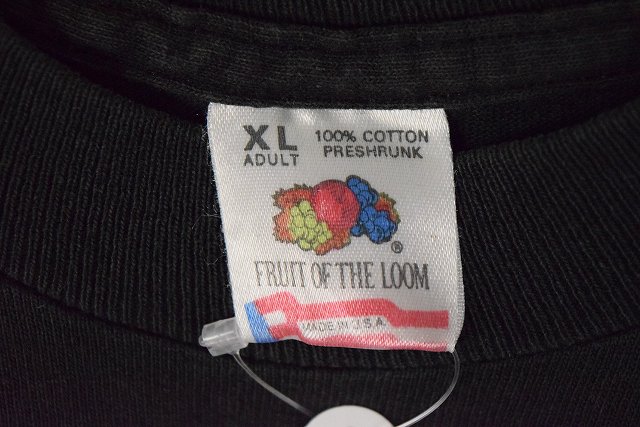 XL
ADULT
100% COTTON
PRESHRUNK
®
FRUIT OF THE LOOM
MADE IN U.S.A.